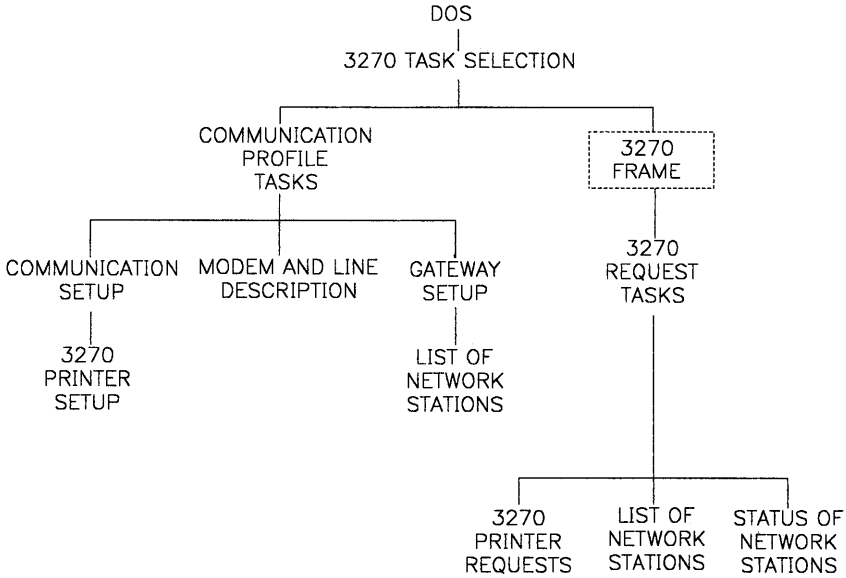 DOS
3270 TASK SELECTION
COMMUNICATION
PROFILE
TASKS
3270
FRAME
COMMUNICATION
SETUP
MODEM AND LINE
DESCRIPTION
GATEWAY
SETUP
3270
REQUEST
TASKS
3270
PRINTER
SETUP
LIST OF
NETWORK
STATIONS
3270
PRINTER
REQUESTS
LIST OF
NETWORK
STATIONS
STATUS OF
NETWORK
STATIONS